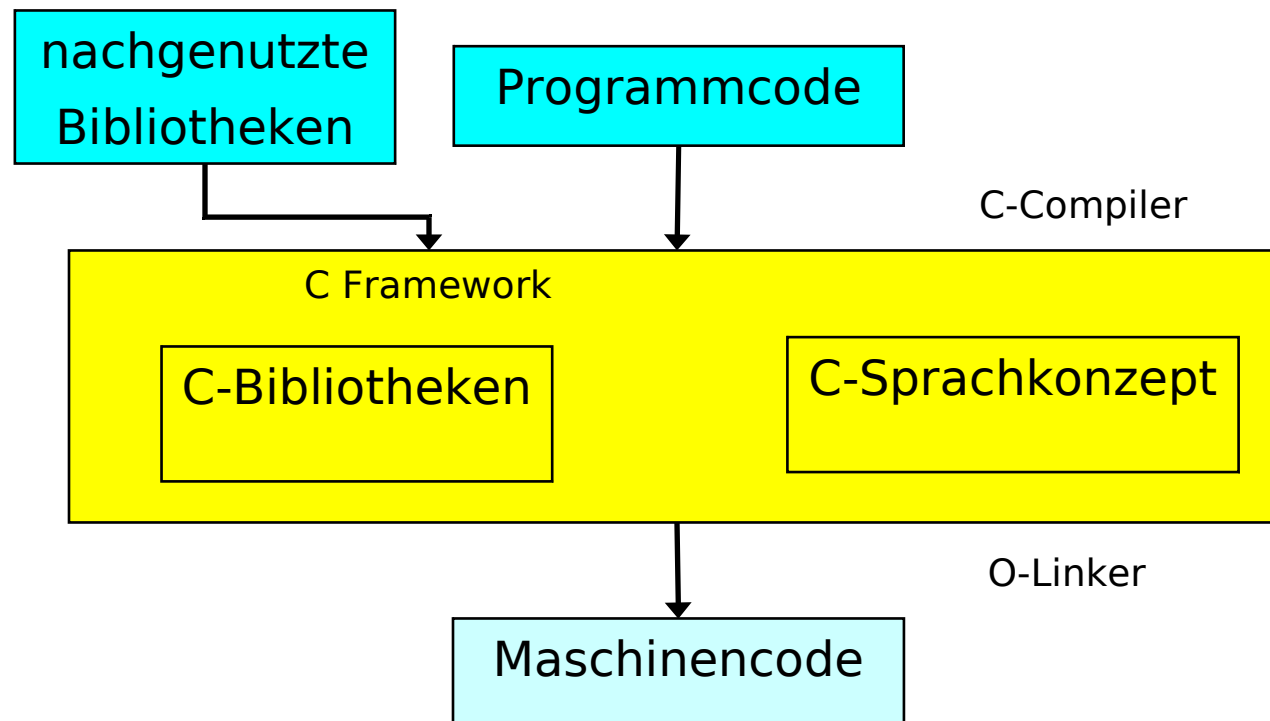 nachgenutzte
Bibliotheken
Programmcode
C-Compiler
C Framework
C-Bibliotheken
C-Sprachkonzept
O-Linker
Maschinencode